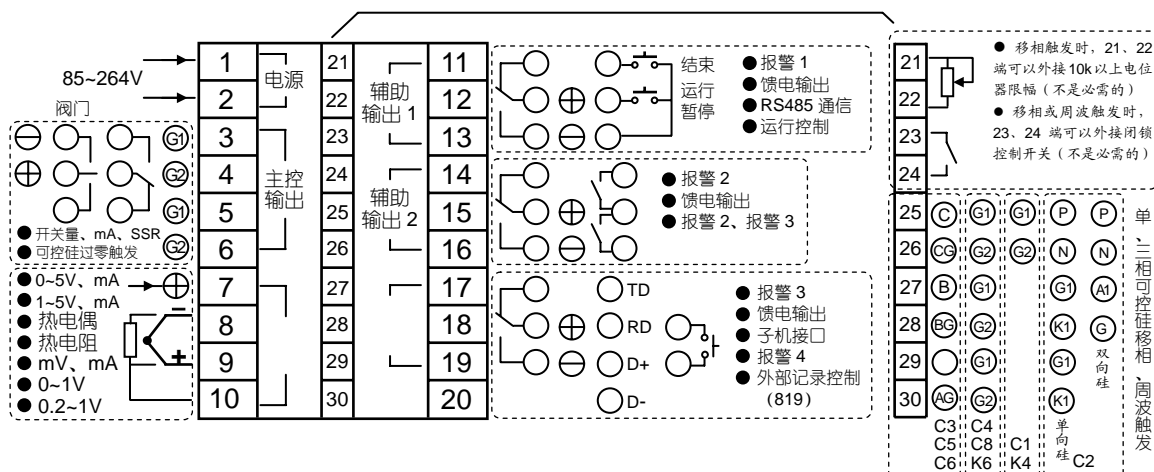 85~264V
阀门
G1
G2
G1
G2
● 开关量、mA、SSR
● 可控硅过零触发
● 0~5V、mA
● 1~5V、mA
● 热电偶
● 热电阻
● mV、mA
● 0~1V
● 0.2~1V
1
2
3
4
5
6
7
8
9
10
电源
主控
输出
21
22
23
24
25
26
27
28
29
30
辅助
输出 1
辅助
输出 2
11
12
13
14
15
16
17
18
19
20
结束
运行
暂停
● 报警 1
● 馈电输出
● RS485 通信
● 运行控制
● 报警 2
● 馈电输出
● 报警 2、报警 3
TD
RD
D+
D-
● 报警 3
● 馈电输出
● 子机接口
● 报警 4
● 外部记录控制
(819)
21
22
23
24
25
26
27
28
29
30
● 移相触发时，21、22
端可以外接10k以上电位
器限幅（不是必需的）
● 移相或周波触发时，
23、24 端可以外接闭锁
控制开关（不是必需的）
C
CG
B
BG
AG
C3
C5
C6
G1
G2
G1
G2
G1
G2
C4
C8
K6
G1
G2
C1
K4
P
N
G1
K1
G1
K1
单向硅
C2
P
N
A1
G
双向硅
单、三相可控硅移相、周波触发